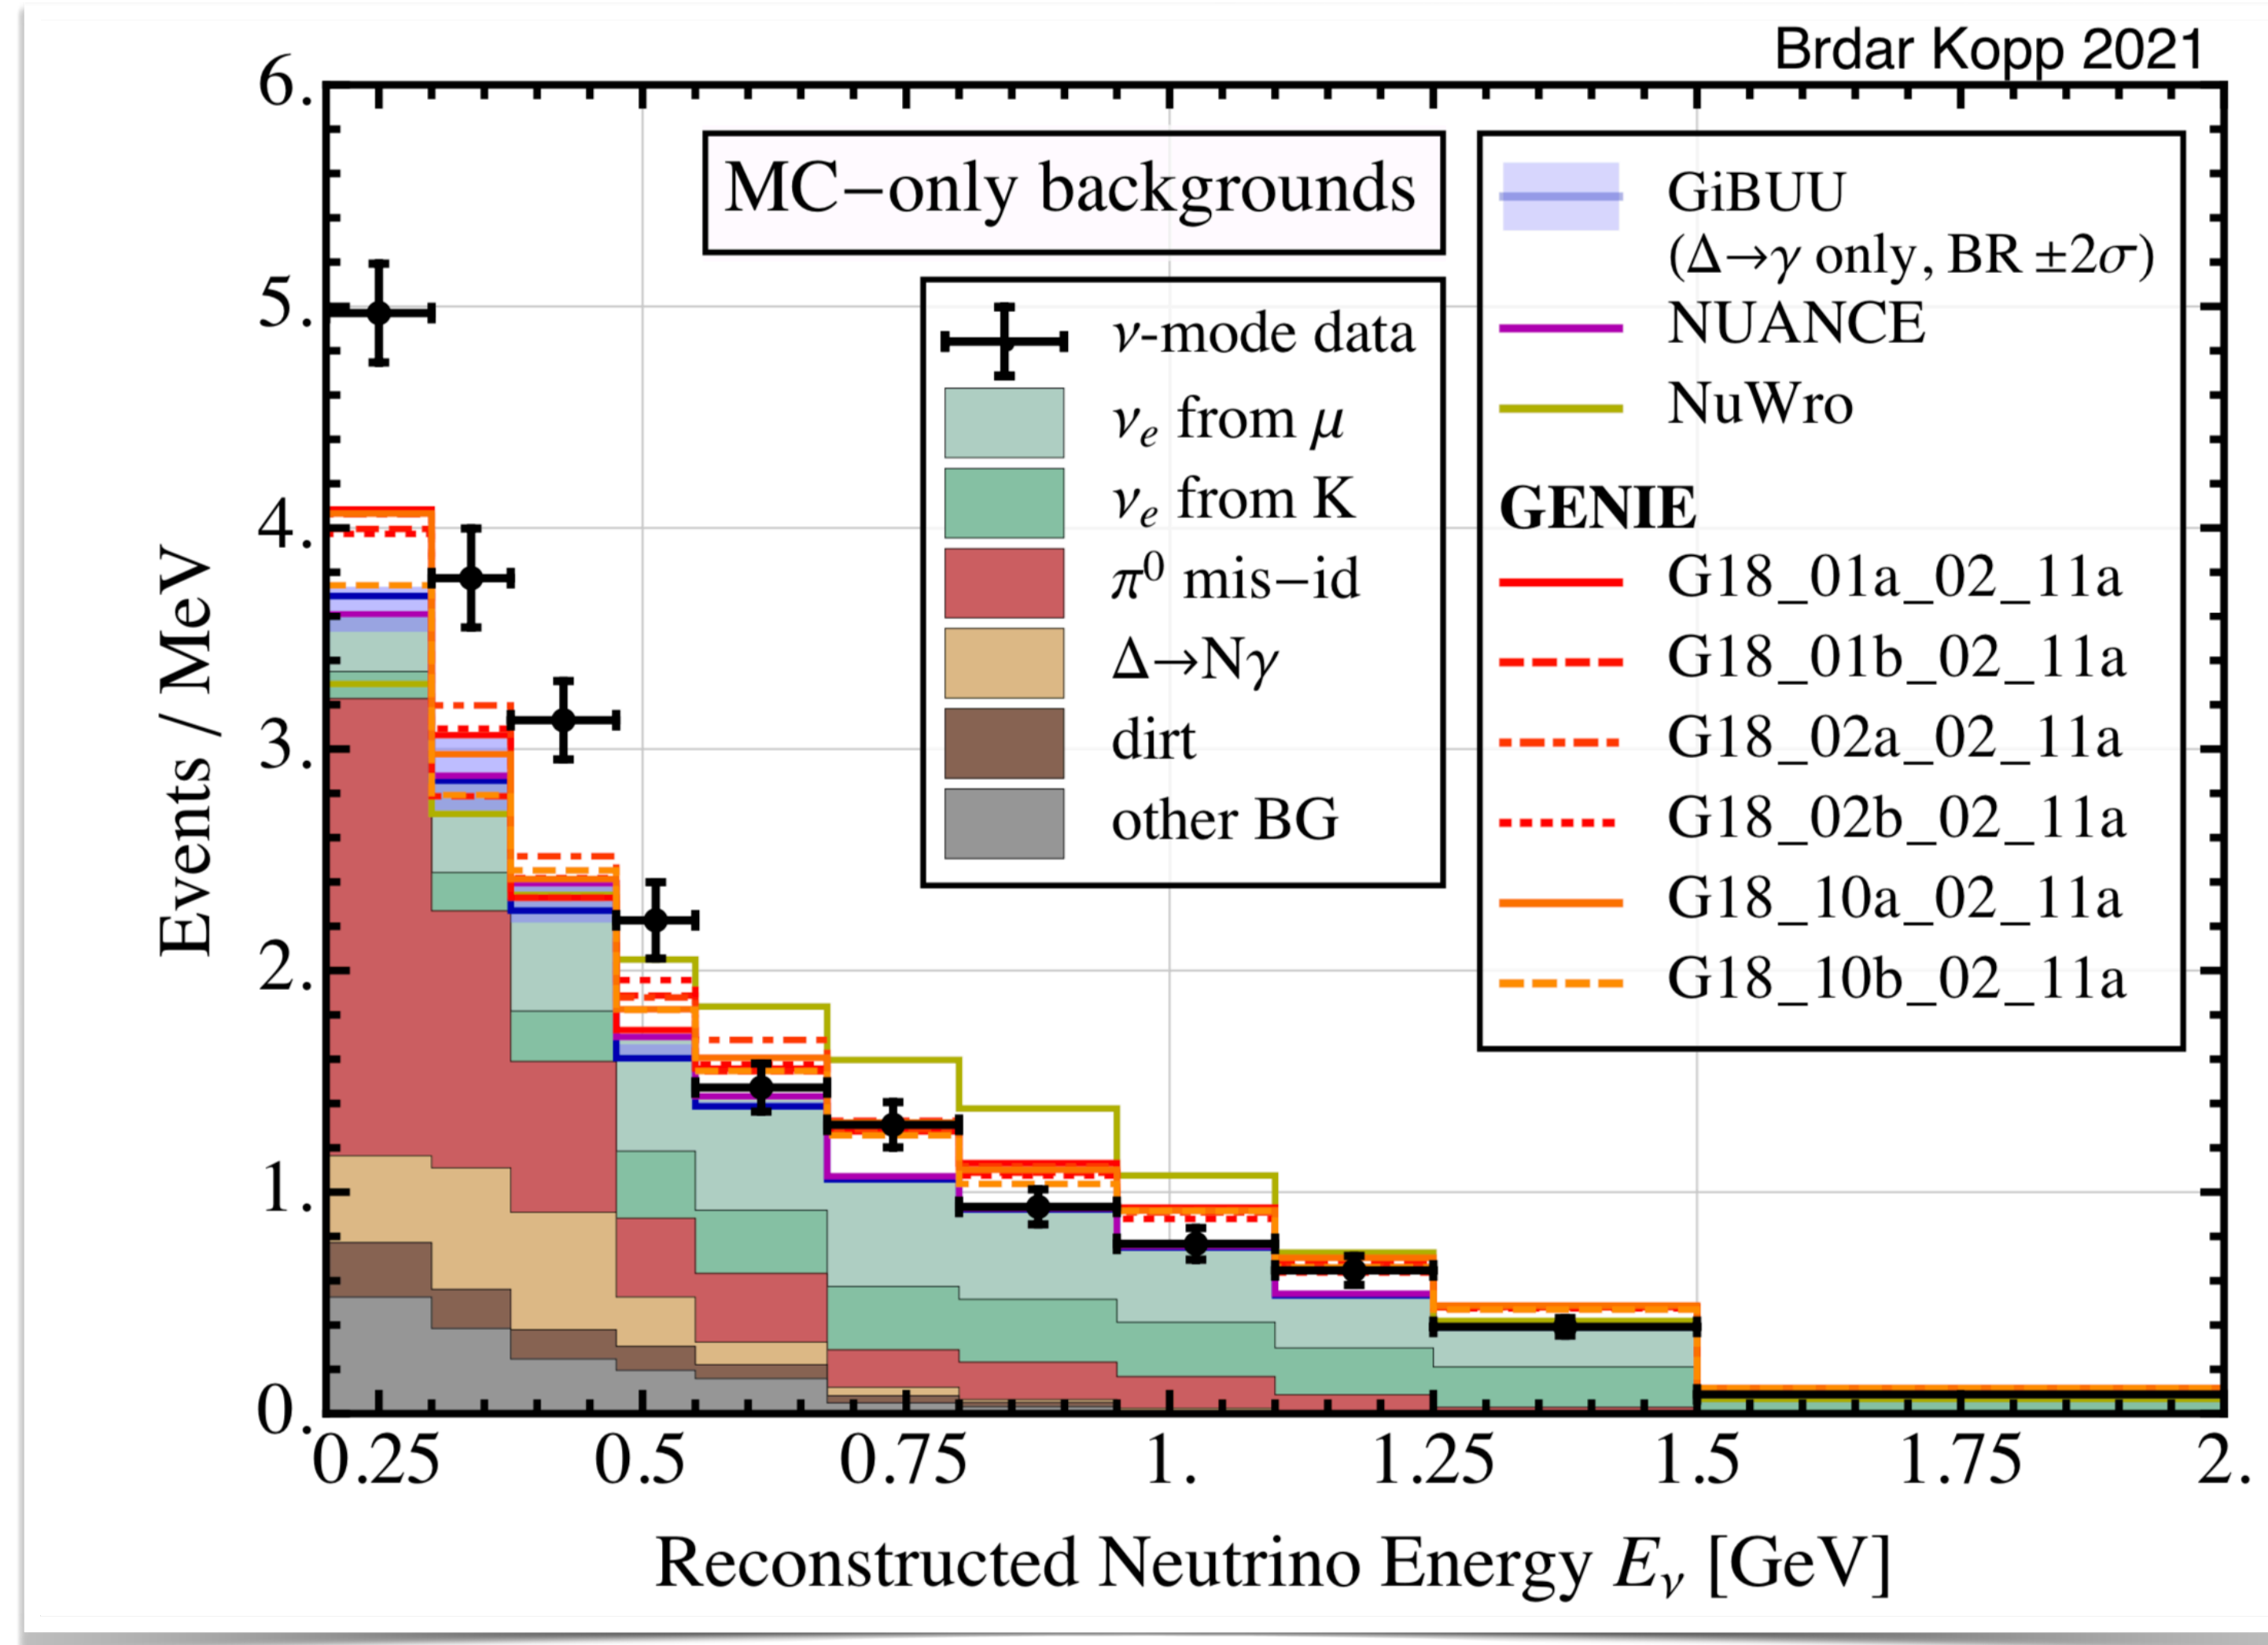 Brdar Kopp 2021
MC–only backgrounds
ν-mode data
νe from μ
νe from K
π0 mis–id
Δ→Nγ
dirt
other BG
GiBUU
(Δ→γ only, BR ±2σ)
NUANCE
NuWro
GENIE
G18_01a_02_11a
G18_01b_02_11a
G18_02a_02_11a
G18_02b_02_11a
G18_10a_02_11a
G18_10b_02_11a
Events / MeV
6.
5.
4.
3.
2.
1.
0.
0.25 0.5 0.75 1. 1.25 1.5 1.75 2.
Reconstructed Neutrino Energy Eν [GeV]